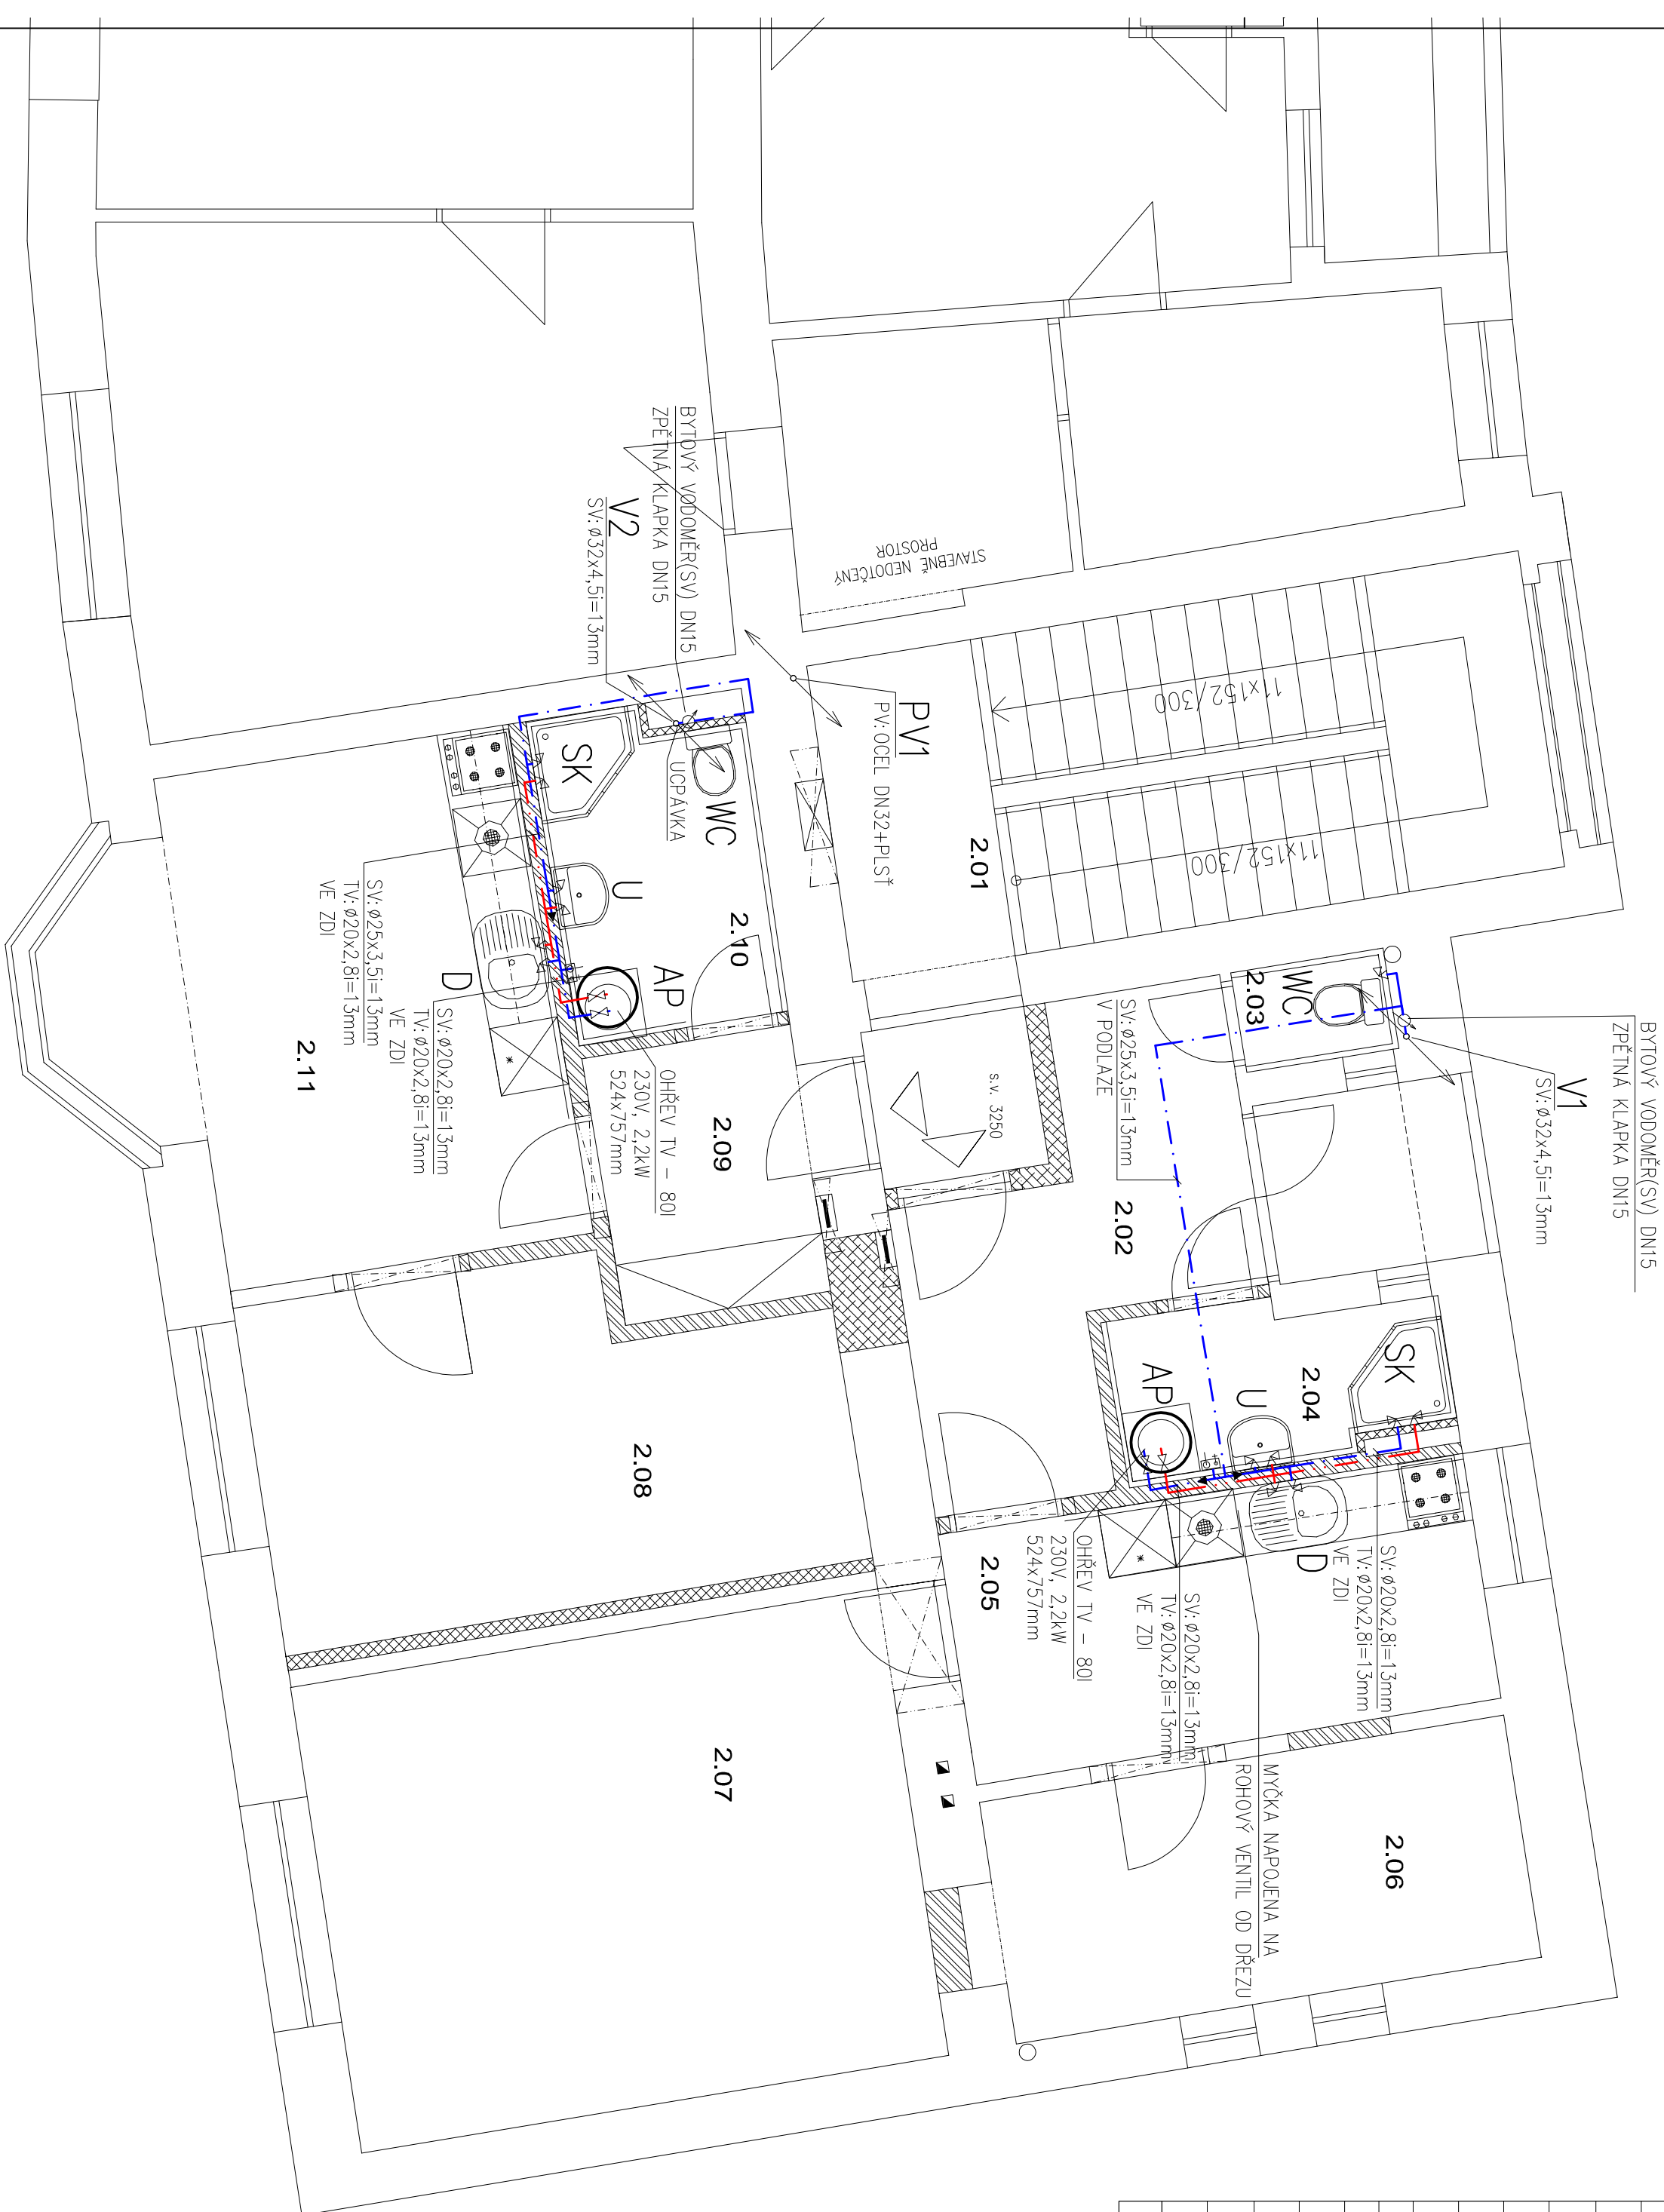 BYTOVÝ VODOMĚR(SV) DN15
ZPĚTNÁ KLAPKA DN15
V1
SV:Ø32x4,5i=13mm
WC
2.03
SV:Ø25x3,5i=13mm
V PODLAZE
2.02
s.v. 3250
STAVEBNĚ NEDOTČENÝ
PROSTOR
11x152/300
11x152/300
2.01
PV1
PV:OCEL DN32+PLSŤ
BYTOVÝ VODOMĚR(SV) DN15
ZPĚTNÁ KLAPKA DN15
V2
SV:Ø32x4,5i=13mm
UCPÁVKA
WC
SK
U
2.10
AP
D
SV:Ø25x3,5i=13mm
TV:Ø20x2,8i=13mm
VE ZDI
SV:Ø20x2,8i=13mm
TV:Ø20x2,8i=13mm
VE ZDI
OHŘEV TV – 80l
230V, 2,2kW
524x757mm
2.09
2.11
2.08
2.07
SK
2.04
U
AP
D
SV:Ø20x2,8i=13mm
TV:Ø20x2,8i=13mm
VE ZDI
SV:Ø20x2,8i=13mm
TV:Ø20x2,8i=13mm
VE ZDI
OHŘEV TV – 80l
230V, 2,2kW
524x757mm
2.05
MYČKA NAPOJENA NA
ROHOVÝ VENTIL OD DŘEZU
2.06